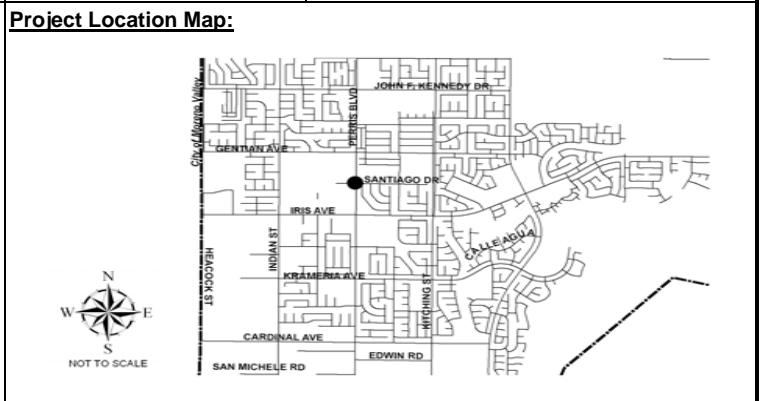 Project Location Map:
JOHN F. KENNEDY DR.
PERRIS BLVD
City of Moreno Valley
GENTIAN AVE
SANTIAGO DR
IRIS AVE
INDIAN ST
CALLE AGUA
HEACOCK ST
KRAMERIA AVE
KITCHING ST
N
W
E
S
NOT TO SCALE
CARDINAL AVE
EDWIN RD
SAN MICHELE RD